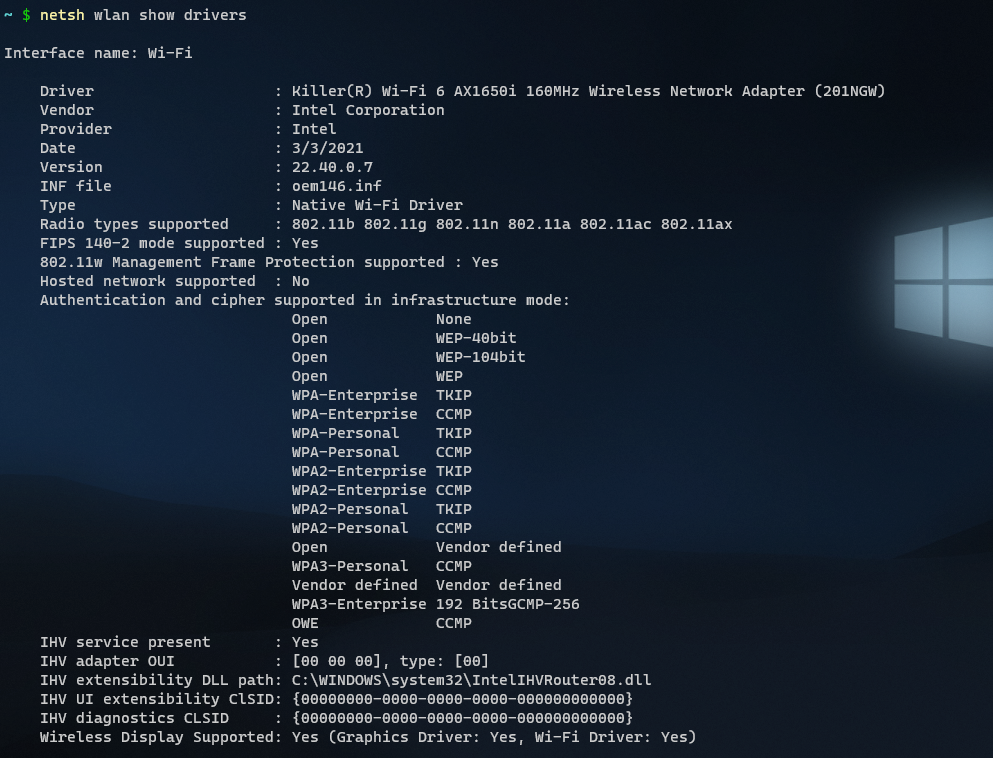 ~ $ netsh wlan show drivers
Interface name: Wi-Fi
Driver                    : Killer(R) Wi-Fi 6 AX1650i 160MHz Wireless Network Adapter (201NGW)
Vendor                    : Intel Corporation
Provider                  : Intel
Date                      : 3/3/2021
Version                   : 22.40.0.7
INF file                  : oem146.inf
Type                      : Native Wi-Fi Driver
Radio types supported     : 802.11b 802.11g 802.11n 802.11a 802.11ac 802.11ax
FIPS 140-2 mode supported : Yes
802.11w Management Frame Protection supported : Yes
Hosted network supported  : No
Authentication and cipher supported in infrastructure mode:
Open            None
Open            WEP-40bit
Open            WEP-104bit
Open            WEP
WPA-Enterprise  TKIP
WPA-Enterprise  CCMP
WPA-Personal    TKIP
WPA-Personal    CCMP
WPA2-Enterprise TKIP
WPA2-Enterprise CCMP
WPA2-Personal   TKIP
WPA2-Personal   CCMP
Open            Vendor defined
WPA3-Personal   CCMP
Vendor defined  Vendor defined
WPA3-Enterprise 192 BitsGCMP-256
OWE             CCMP
IHV service present       : Yes
IHV adapter OUI           : [00 00 00], type: [00]
IHV extensibility DLL path: C:\WINDOWS\system32\IntelIHVRouter08.dll
IHV UI extensibility ClSID: {00000000-0000-0000-0000-000000000000}
IHV diagnostics CLSID     : {00000000-0000-0000-0000-000000000000}
Wireless Display Supported: Yes (Graphics Driver: Yes, Wi-Fi Driver: Yes)